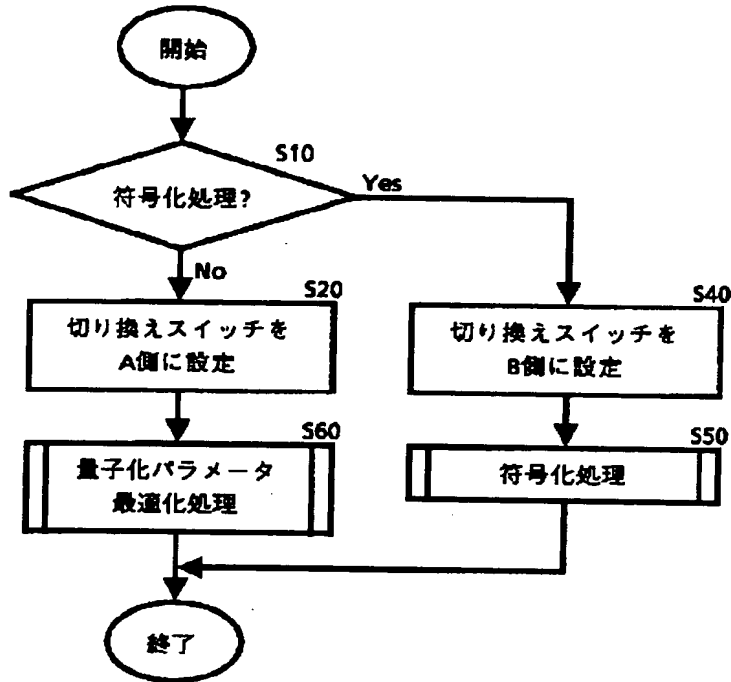 開始
S10
符号化処理?
Yes
No
S20
切り換えスイッチを
A側に設定
S40
切り換えスイッチを
B側に設定
S60
量子化パラメータ
最適化処理
S50
符号化処理
終了